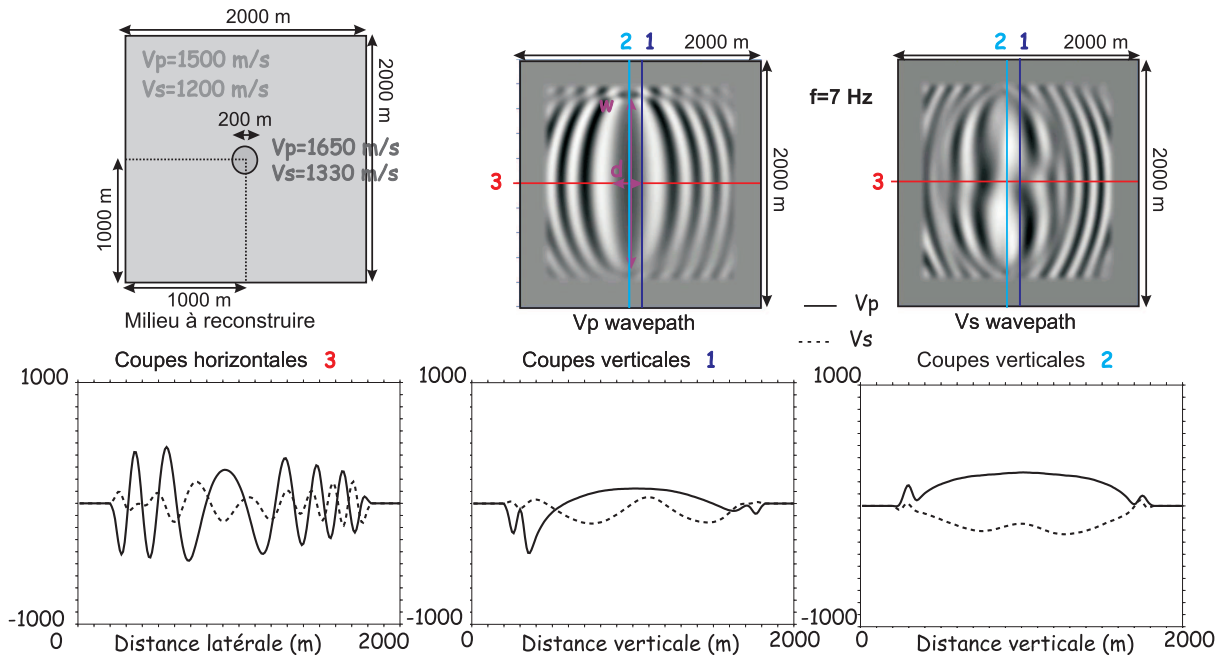 2000 m
Vp=1500 m/s
Vs=1200 m/s
2000 m
200 m
Vp=1650 m/s
Vs=1330 m/s
1000 m
1000 m
Milieu à reconstruire
2 1 2000 m
w
d
3
2000 m
Vp wavepath
f=7 Hz
2 1 2000 m
3
2000 m
Vs wavepath
Vp
Vs
Coupes horizontales 3
1000
-1000
0 Distance latérale (m) 2000
Coupes verticales 1
1000
-1000
0 Distance verticale (m) 2000
Coupes verticales 2
1000
-1000
0 Distance verticale (m) 2000